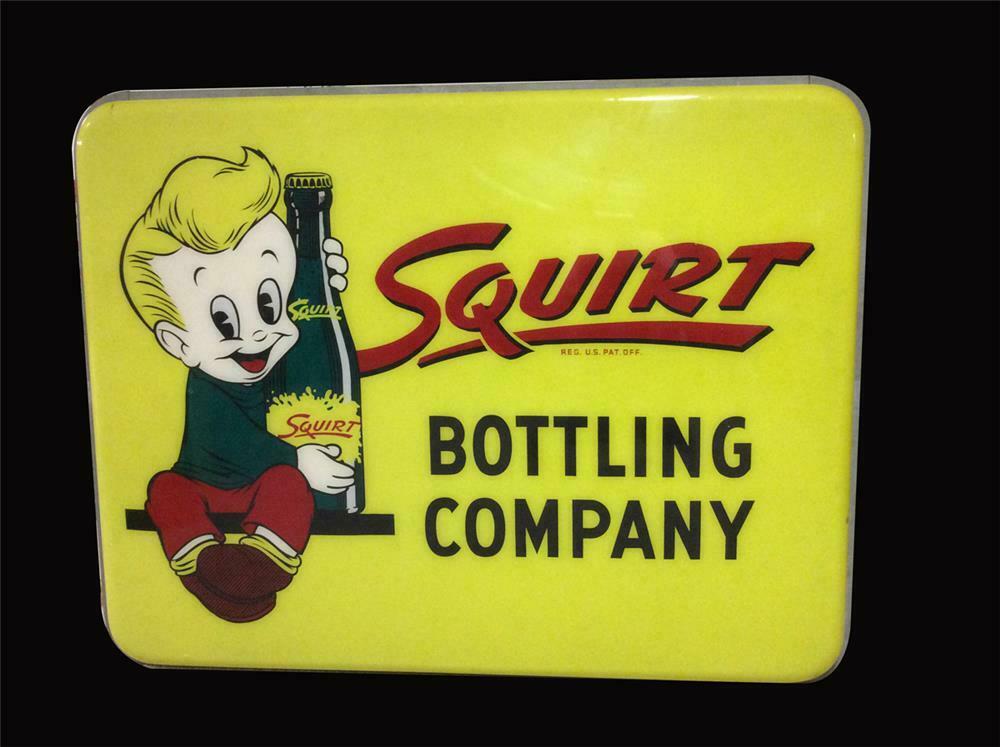 SQUIRT
REG. U.S. PAT. OFF.
BOTTLING
COMPANY
SQUIRT
SQUIRT